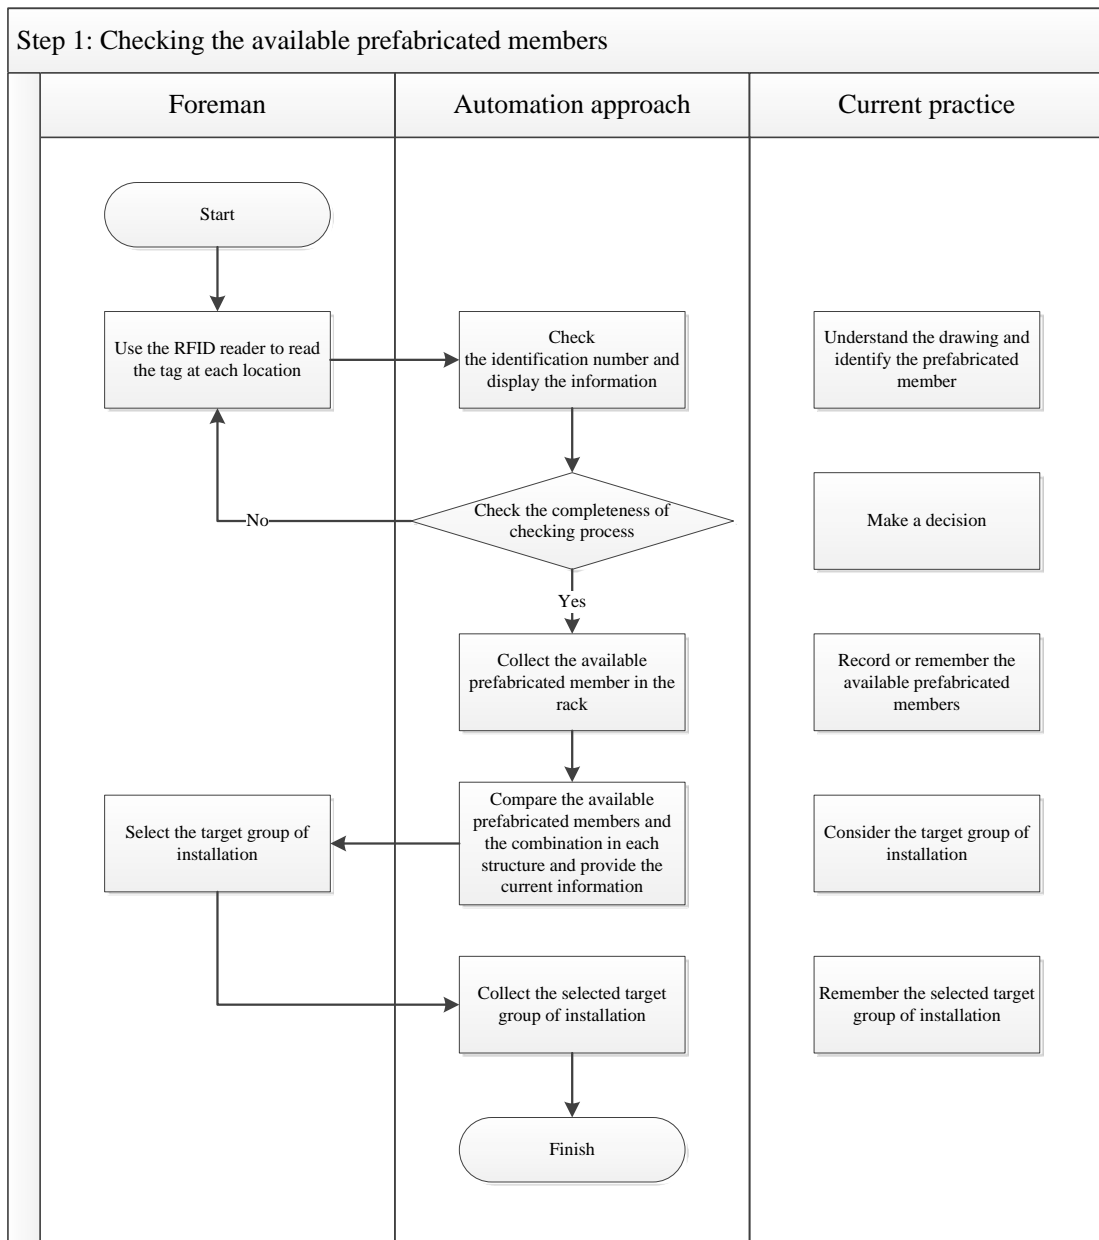 Step 1: Checking the available prefabricated members
Foreman
Automation approach
Current practice
Start
Use the RFID reader to read
the tag at each location
Check
the identification number and
display the information
Understand the drawing and
identify the prefabricated
member
Check the completeness of
checking process
No
Make a decision
Yes
Collect the available
prefabricated member in the
rack
Record or remember the
available prefabricated
members
Select the target group of
installation
Compare the available
prefabricated members and
the combination in each
structure and provide the
current information
Consider the target group of
installation
Collect the selected target
group of installation
Remember the selected target
group of installation
Finish